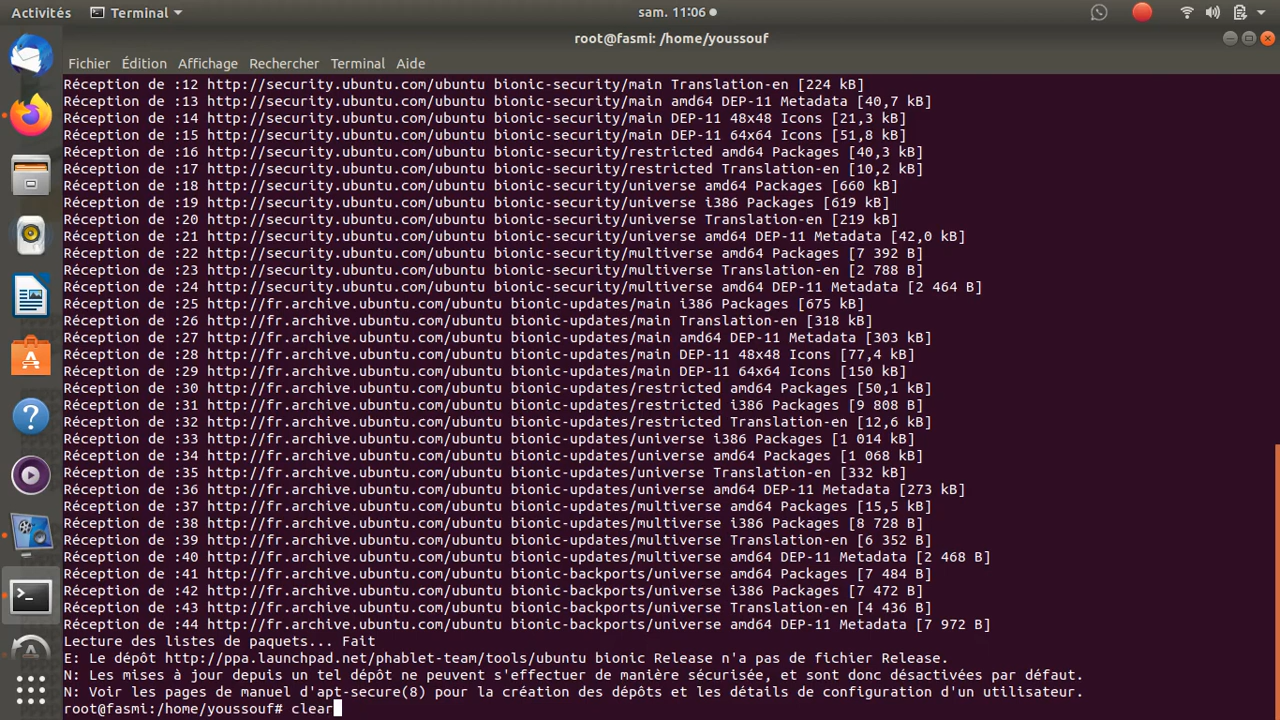 Activités
Terminal
sam. 11:06
root@fasmi: /home/youssouf
Fichier Édition Affichage Rechercher Terminal Aide
Réception de :12 http://security.ubuntu.com/ubuntu bionic-security/main Translation-en [224 kB]
Réception de :13 http://security.ubuntu.com/ubuntu bionic-security/main amd64 DEP-11 Metadata [40,7 kB]
Réception de :14 http://security.ubuntu.com/ubuntu bionic-security/main DEP-11 48x48 Icons [21,3 kB]
Réception de :15 http://security.ubuntu.com/ubuntu bionic-security/main DEP-11 64x64 Icons [51,8 kB]
Réception de :16 http://security.ubuntu.com/ubuntu bionic-security/restricted amd64 Packages [40,3 kB]
Réception de :17 http://security.ubuntu.com/ubuntu bionic-security/restricted Translation-en [10,2 kB]
Réception de :18 http://security.ubuntu.com/ubuntu bionic-security/universe amd64 Packages [660 kB]
Réception de :19 http://security.ubuntu.com/ubuntu bionic-security/universe i386 Packages [619 kB]
Réception de :20 http://security.ubuntu.com/ubuntu bionic-security/universe Translation-en [219 kB]
Réception de :21 http://security.ubuntu.com/ubuntu bionic-security/universe amd64 DEP-11 Metadata [42,0 kB]
Réception de :22 http://security.ubuntu.com/ubuntu bionic-security/multiverse amd64 Packages [7 392 B]
Réception de :23 http://security.ubuntu.com/ubuntu bionic-security/multiverse Translation-en [2 788 B]
Réception de :24 http://security.ubuntu.com/ubuntu bionic-security/multiverse amd64 DEP-11 Metadata [2 464 B]
Réception de :25 http://fr.archive.ubuntu.com/ubuntu bionic-updates/main i386 Packages [675 kB]
Réception de :26 http://fr.archive.ubuntu.com/ubuntu bionic-updates/main Translation-en [318 kB]
Réception de :27 http://fr.archive.ubuntu.com/ubuntu bionic-updates/main amd64 DEP-11 Metadata [303 kB]
Réception de :28 http://fr.archive.ubuntu.com/ubuntu bionic-updates/main DEP-11 48x48 Icons [77,4 kB]
Réception de :29 http://fr.archive.ubuntu.com/ubuntu bionic-updates/main DEP-11 64x64 Icons [150 kB]
Réception de :30 http://fr.archive.ubuntu.com/ubuntu bionic-updates/restricted amd64 Packages [50,1 kB]
Réception de :31 http://fr.archive.ubuntu.com/ubuntu bionic-updates/restricted i386 Packages [9 808 B]
Réception de :32 http://fr.archive.ubuntu.com/ubuntu bionic-updates/restricted Translation-en [12,6 kB]
Réception de :33 http://fr.archive.ubuntu.com/ubuntu bionic-updates/universe i386 Packages [1 014 kB]
Réception de :34 http://fr.archive.ubuntu.com/ubuntu bionic-updates/universe amd64 Packages [1 068 kB]
Réception de :35 http://fr.archive.ubuntu.com/ubuntu bionic-updates/universe Translation-en [332 kB]
Réception de :36 http://fr.archive.ubuntu.com/ubuntu bionic-updates/universe amd64 DEP-11 Metadata [273 kB]
Réception de :37 http://fr.archive.ubuntu.com/ubuntu bionic-updates/multiverse amd64 Packages [15,5 kB]
Réception de :38 http://fr.archive.ubuntu.com/ubuntu bionic-updates/multiverse i386 Packages [8 728 B]
Réception de :39 http://fr.archive.ubuntu.com/ubuntu bionic-updates/multiverse Translation-en [6 352 B]
Réception de :40 http://fr.archive.ubuntu.com/ubuntu bionic-updates/multiverse amd64 DEP-11 Metadata [2 468 B]
Réception de :41 http://fr.archive.ubuntu.com/ubuntu bionic-backports/universe amd64 Packages [7 484 B]
Réception de :42 http://fr.archive.ubuntu.com/ubuntu bionic-backports/universe i386 Packages [7 472 B]
Réception de :43 http://fr.archive.ubuntu.com/ubuntu bionic-backports/universe Translation-en [4 436 B]
Réception de :44 http://fr.archive.ubuntu.com/ubuntu bionic-backports/universe amd64 DEP-11 Metadata [7 972 B]
Lecture des listes de paquets... Fait
E: Le dépôt http://ppa.launchpad.net/phablet-team/tools/ubuntu bionic Release n'a pas de fichier Release.
N: Les mises à jour depuis un tel dépôt ne peuvent s'effectuer de manière sécurisée, et sont donc désactivées par défaut.
N: Voir les pages de manuel d'apt-secure(8) pour la création des dépôts et les détails de configuration d'un utilisateur.
root@fasmi:/home/youssouf# clear